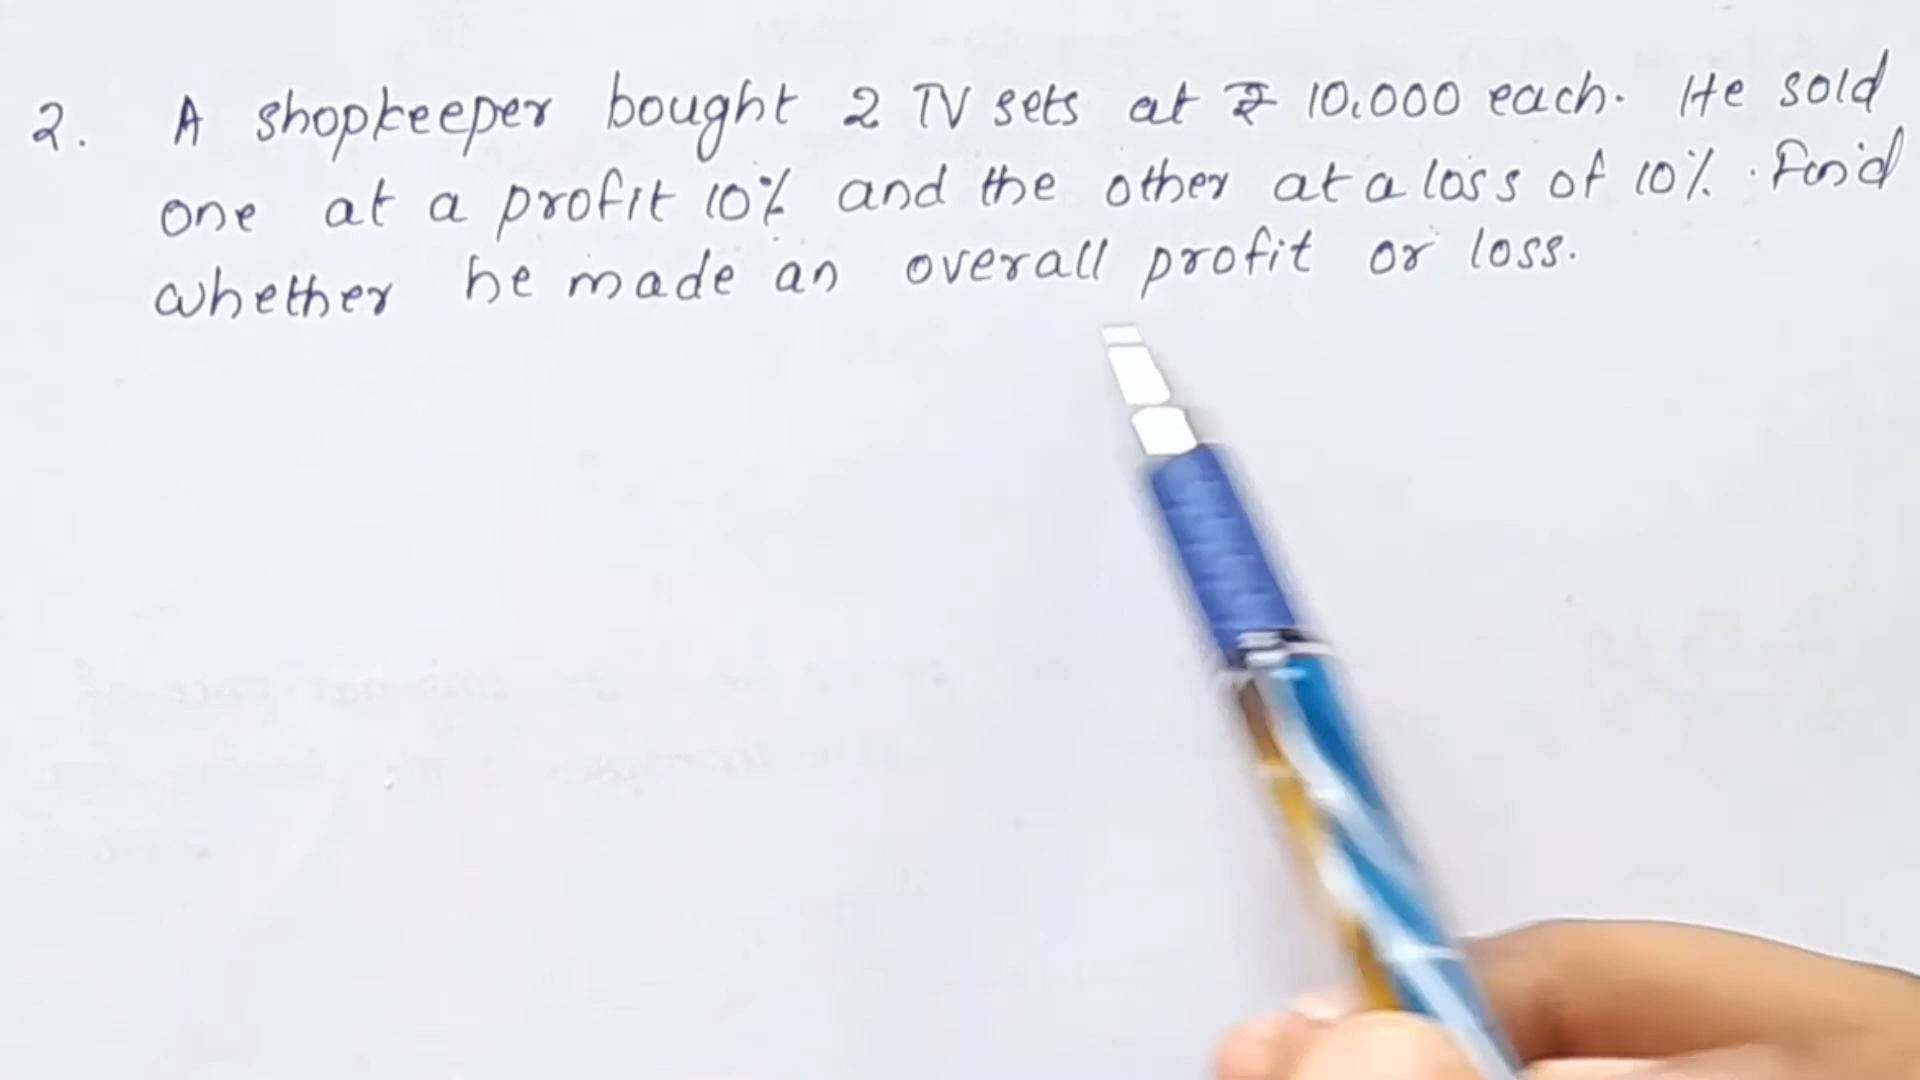 2. A shopkeeper bought 2 TV sets at ₹ 10,000 each. He sold
one at a profit 10% and the other at a loss of 10%. Find
whether he made an overall profit or loss.